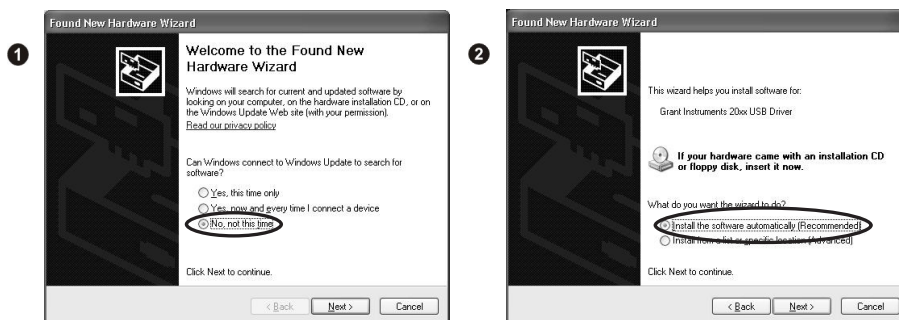 1
Found New Hardware Wizard
Welcome to the Found New
Hardware Wizard
Windows will search for current and updated software by
looking on your computer, on the hardware installation CD, or on
the Windows Update Web site (with your permission).
Read our privacy policy
Can Windows connect to Windows Update to search for
software?
Yes, this time only
Yes, now and every time I connect a device
No, not this time
Click Next to continue.
< Back
Next >
Cancel
2
Found New Hardware Wizard
This wizard helps you install software for:
Grant Instruments 20xx USB Driver
If your hardware came with an installation CD
or floppy disk, insert it now.
What do you want the wizard to do?
Install the software automatically (Recommended)
Install from a list or specific location (Advanced)
Click Next to continue.
< Back
Next >
Cancel